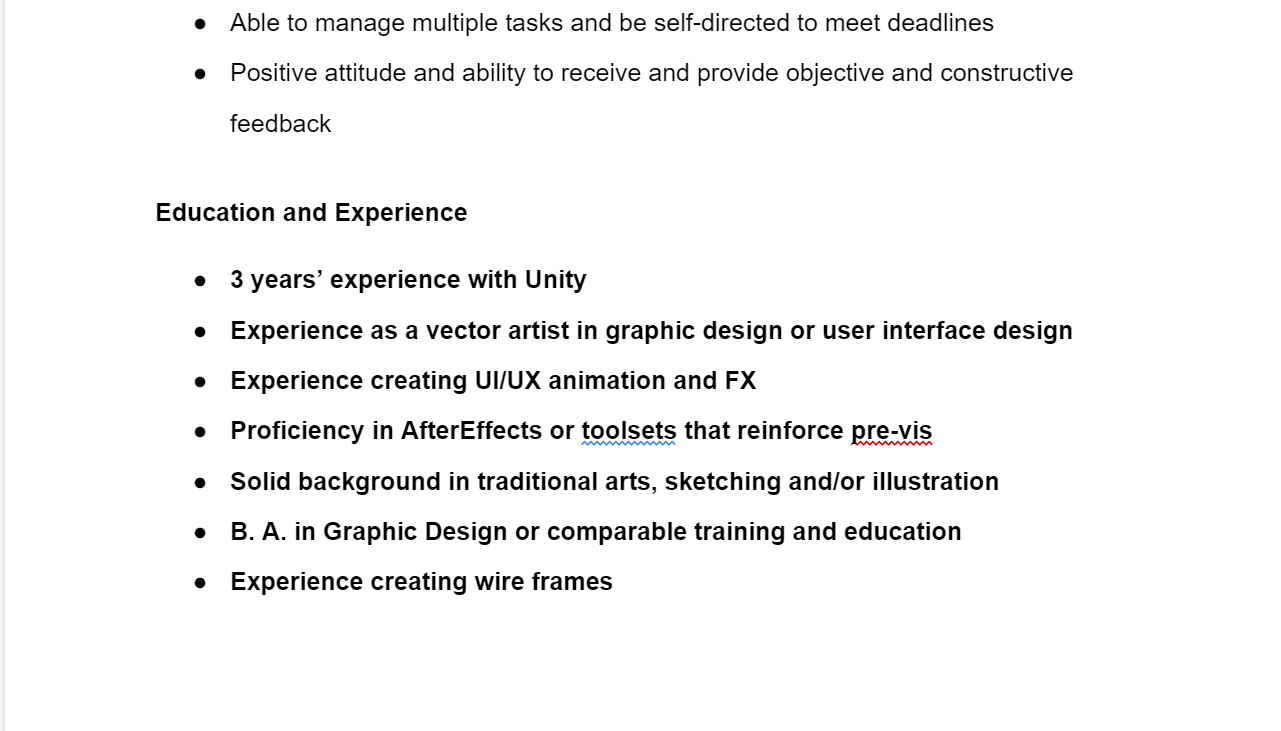 ● Able to manage multiple tasks and be self-directed to meet deadlines
● Positive attitude and ability to receive and provide objective and constructive
feedback
Education and Experience
● 3 years’ experience with Unity
● Experience as a vector artist in graphic design or user interface design
● Experience creating UI/UX animation and FX
● Proficiency in AfterEffects or toolsets that reinforce pre-vis
● Solid background in traditional arts, sketching and/or illustration
● B. A. in Graphic Design or comparable training and education
● Experience creating wire frames